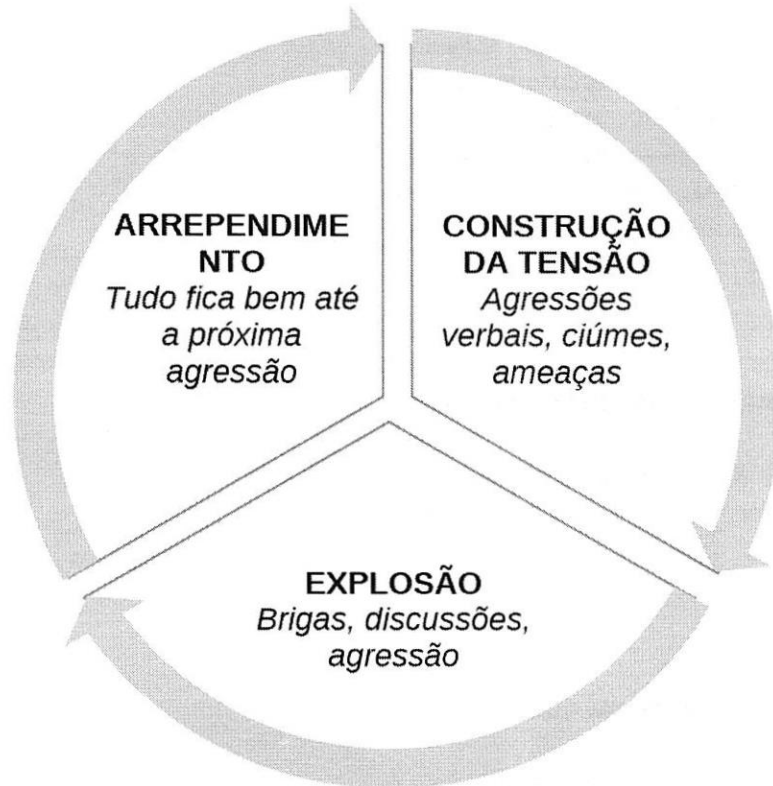 ARREPENDIME
NTO
Tudo fica bem até
a próxima
agressão
CONSTRUÇÃO
DA TENSÃO
Agressões
verbais, ciúmes,
ameaças
EXPLOSÃO
Brigas, discussões,
agressão